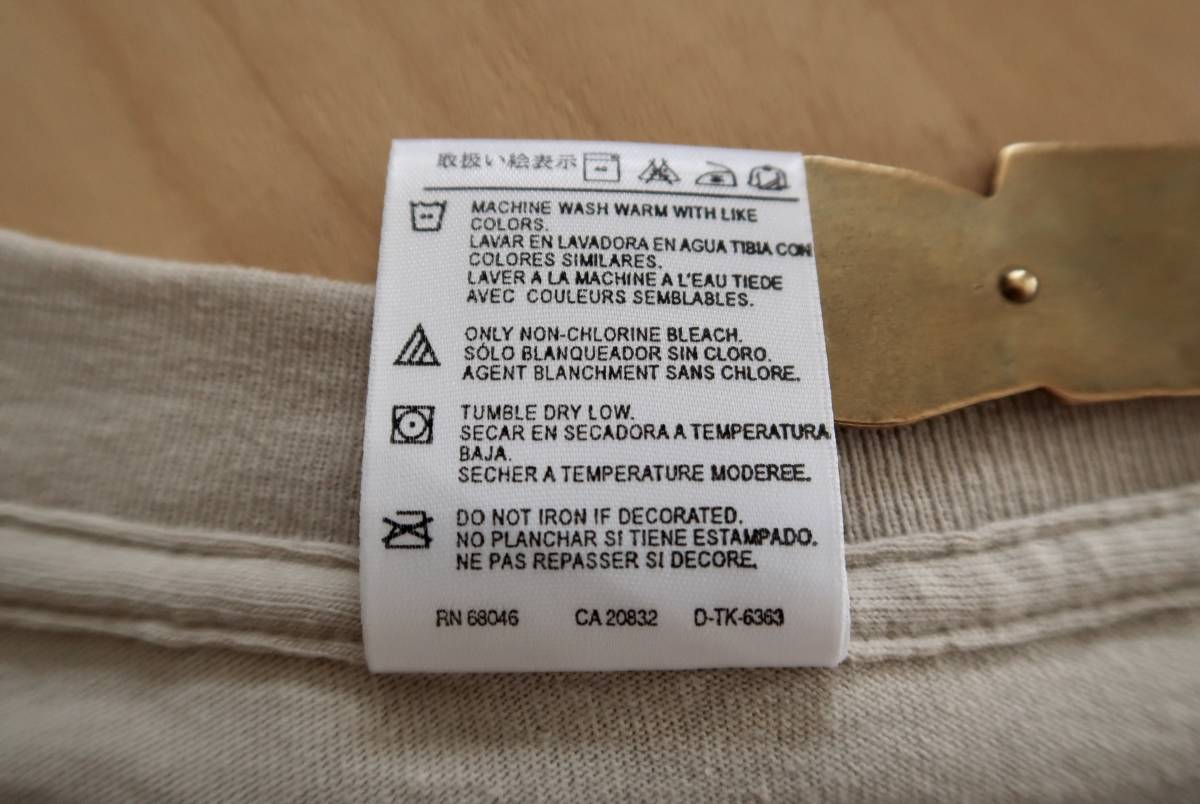 取扱い絵表示
MACHINE WASH WARM WITH LIKE
COLORS.
LAVAR EN LAVADORA EN AGUA TIBIA CON
COLORES SIMILARES.
LAVER A LA MACHINE A L'EAU TIEDE
AVEC COULEURS SEMBLABLES.
ONLY NON-CHLORINE BLEACH.
SÓLO BLANQUEADOR SIN CLORO.
AGENT BLANCHMENT SANS CHLORE.
TUMBLE DRY LOW.
SECAR EN SECADORA A TEMPERATURA
BAJA.
SECHER A TEMPERATURE MODEREE.
DO NOT IRON IF DECORATED.
NO PLANCHAR SI TIENE ESTAMPADO.
NE PAS REPASSER SI DECORE.
RN 68046 CA 20832 D-TK-6363